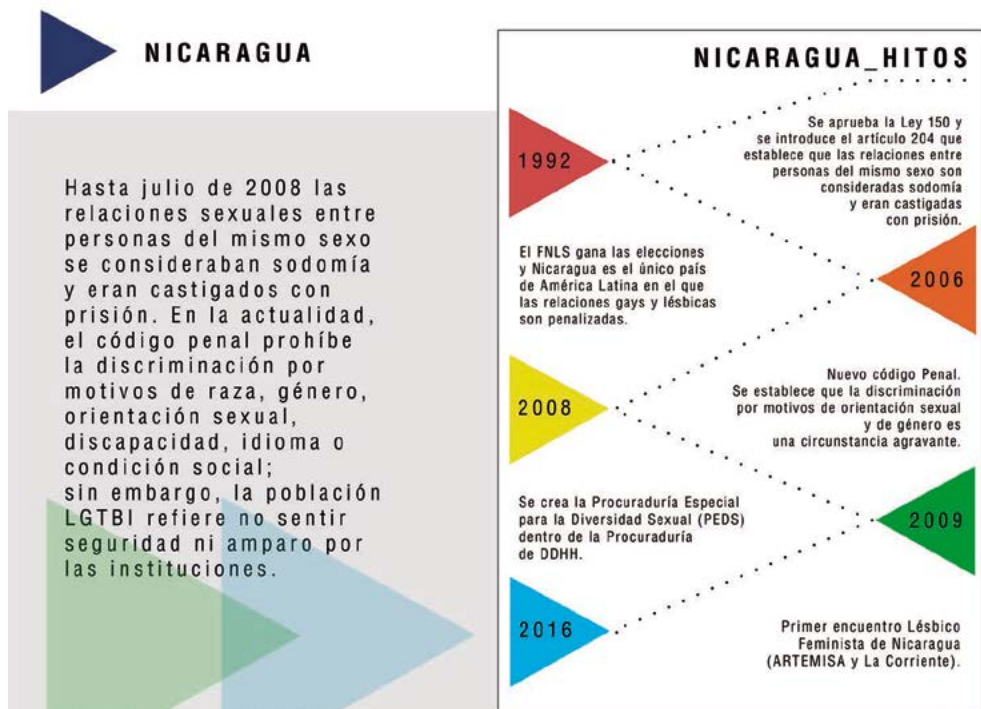 NICARAGUA
Hasta julio de 2008 las
relaciones sexuales entre
personas del mismo sexo
se consideraban sodomía
y eran castigados con
prisión. En la actualidad,
el código penal prohíbe
la discriminación por
motivos de raza, género,
orientación sexual,
discapacidad, idioma o
condición social;
sin embargo, la población
LGTBI refiere no sentir
seguridad ni amparo por
las instituciones.
NICARAGUA_HITOS
1992
Se aprueba la Ley 150 y
se introduce el artículo 204 que
establece que las relaciones entre
personas del mismo sexo son
consideradas sodomía
y eran castigadas
con prisión.
2006
El FNLS gana las elecciones
y Nicaragua es el único país
de América Latina en el que
las relaciones gays y lésbicas
son penalizadas.
2008
Nuevo código Penal.
Se establece que la discriminación
por motivos de orientación sexual
y de género es
una circunstancia agravante.
2009
Se crea la Procuraduría Especial
para la Diversidad Sexual (PEDS)
dentro de la Procuraduría
de DDHH.
2016
Primer encuentro Lésbico
Feminista de Nicaragua
(ARTEMISA y La Corriente).